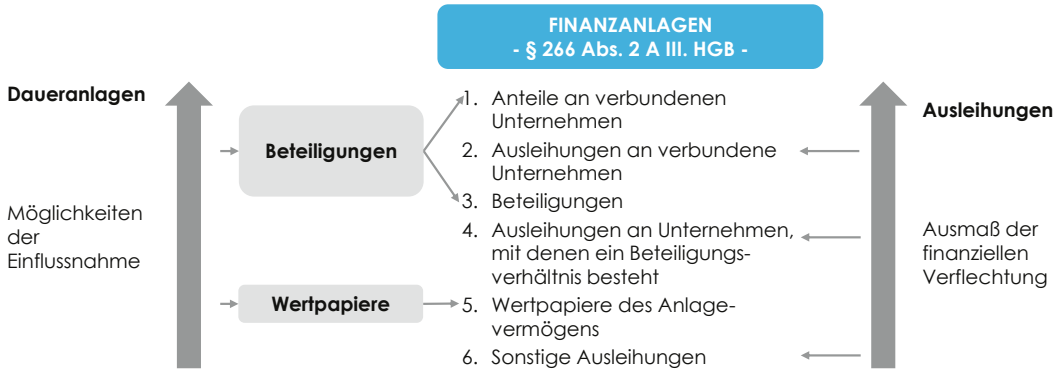 FINANZANLAGEN
- § 266 Abs. 2 A III. HGB -
Daueranlagen
Möglichkeiten
der
Einflussnahme
Beteiligungen
Wertpapiere
1. Anteile an verbundenen
Unternehmen
2. Ausleihungen an verbundene
Unternehmen
3. Beteiligungen
4. Ausleihungen an Unternehmen,
mit denen ein Beteiligungs-
verhältnis besteht
5. Wertpapiere des Anlage-
vermögens
6. Sonstige Ausleihungen
Ausleihungen
Ausmaß der
finanziellen
Verflechtung